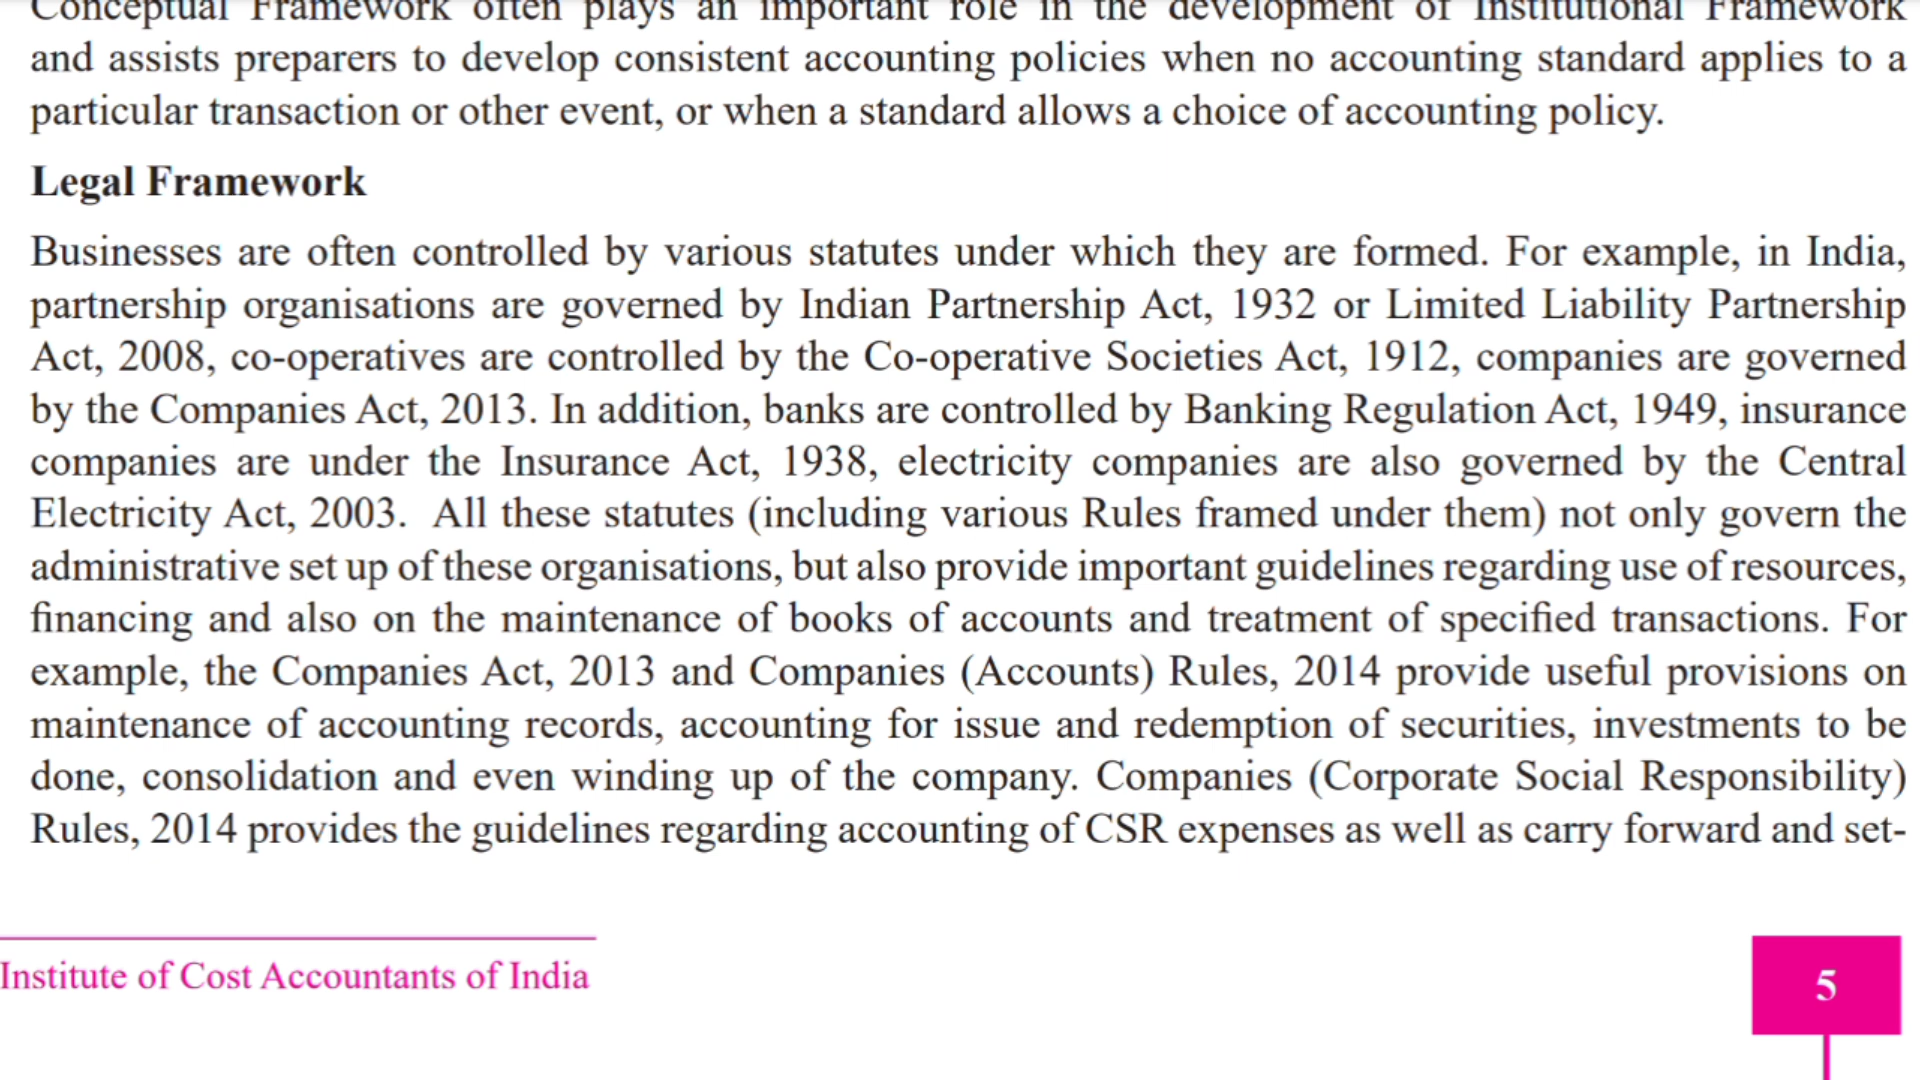 Conceptual Framework often plays an important role in the development of Institutional Framework
and assists preparers to develop consistent accounting policies when no accounting standard applies to a
particular transaction or other event, or when a standard allows a choice of accounting policy.
Legal Framework
Businesses are often controlled by various statutes under which they are formed. For example, in India,
partnership organisations are governed by Indian Partnership Act, 1932 or Limited Liability Partnership
Act, 2008, co-operatives are controlled by the Co-operative Societies Act, 1912, companies are governed
by the Companies Act, 2013. In addition, banks are controlled by Banking Regulation Act, 1949, insurance
companies are under the Insurance Act, 1938, electricity companies are also governed by the Central
Electricity Act, 2003. All these statutes (including various Rules framed under them) not only govern the
administrative set up of these organisations, but also provide important guidelines regarding use of resources,
financing and also on the maintenance of books of accounts and treatment of specified transactions. For
example, the Companies Act, 2013 and Companies (Accounts) Rules, 2014 provide useful provisions on
maintenance of accounting records, accounting for issue and redemption of securities, investments to be
done, consolidation and even winding up of the company. Companies (Corporate Social Responsibility)
Rules, 2014 provides the guidelines regarding accounting of CSR expenses as well as carry forward and set-
Institute of Cost Accountants of India
5